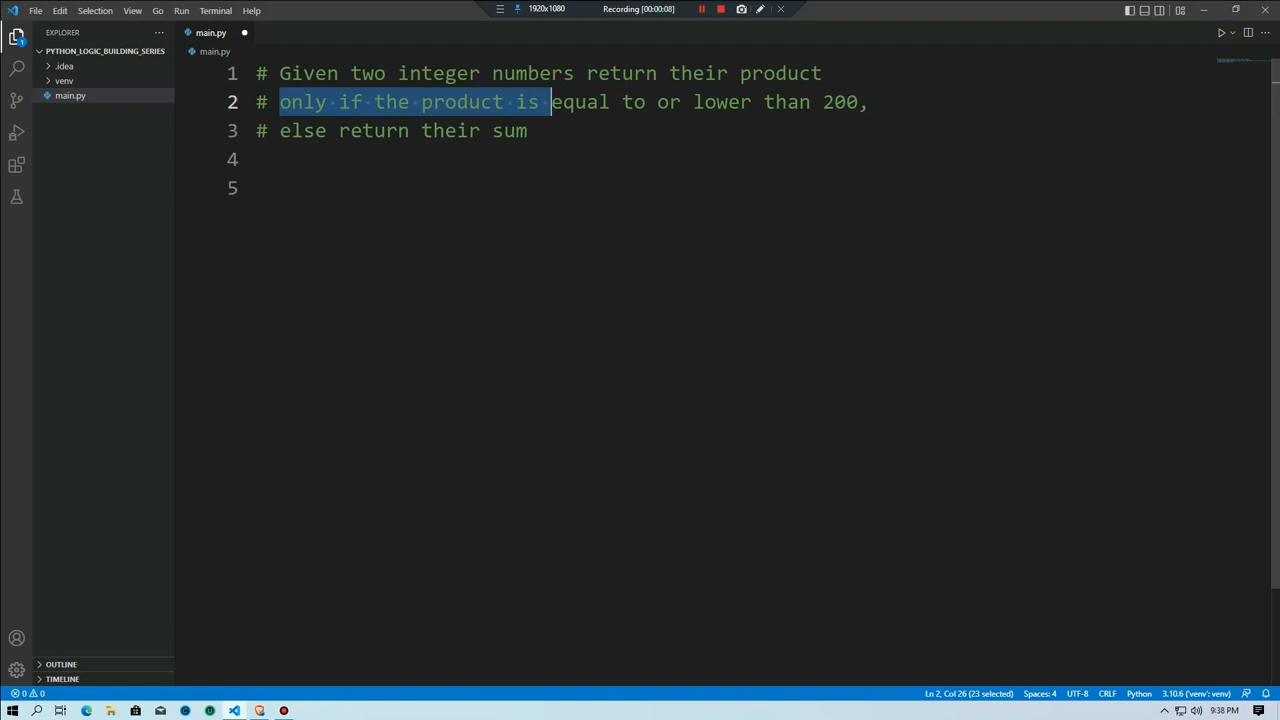 File Edit Selection View Go Run Terminal Help
1920x1080 Recording [00:00:08]
EXPLORER
main.py
PYTHON_LOGIC_BUILDING_SERIES
main.py
.idea
venv
main.py
1 # Given two integer numbers return their product
2 # only if the product is equal to or lower than 200,
3 # else return their sum
4
5
OUTLINE
TIMELINE
0 0 Ln 2, Col 26 (23 selected) Spaces: 4 UTF-8 CRLF Python 3.10.6 ('venv': venv)
9:38 PM